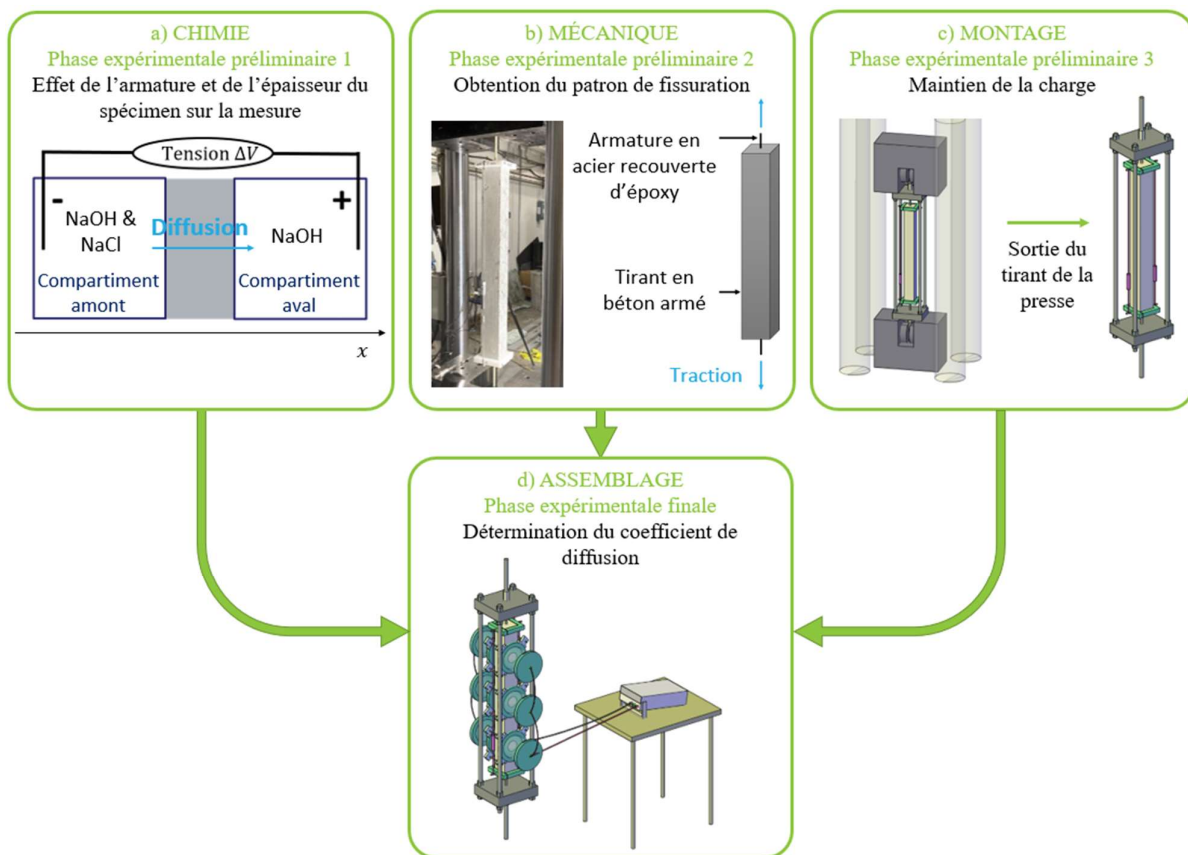 a) CHIMIE
Phase expérimentale préliminaire 1
Effet de l’armature et de l’épaisseur du
spécimen sur la mesure
Tension ΔV
-
+
NaOH &
NaCl
Diffusion
NaOH
Compartiment
amont
Compartiment
aval
x
b) MÉCANIQUE
Phase expérimentale préliminaire 2
Obtention du patron de fissuration
Armature en
acier recouverte
d’époxy
Tirant en
béton armé
Traction
c) MONTAGE
Phase expérimentale préliminaire 3
Maintien de la charge
Sortie du
tirant de la
presse
d) ASSEMBLAGE
Phase expérimentale finale
Détermination du coefficient de
diffusion